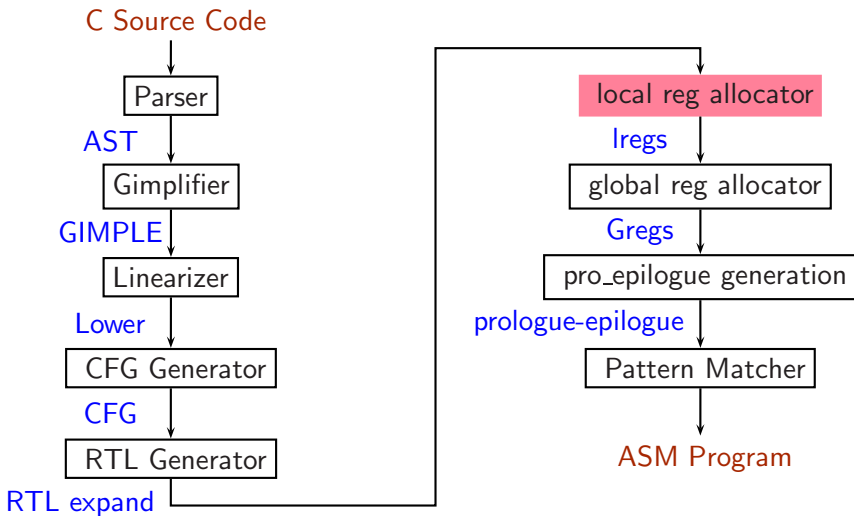 C Source Code
Parser
AST
Gimplifier
GIMPLE
Linearizer
Lower
CFG Generator
CFG
RTL Generator
RTL expand
local reg allocator
lregs
global reg allocator
Gregs
pro_epilogue generation
prologue-epilogue
Pattern Matcher
ASM Program